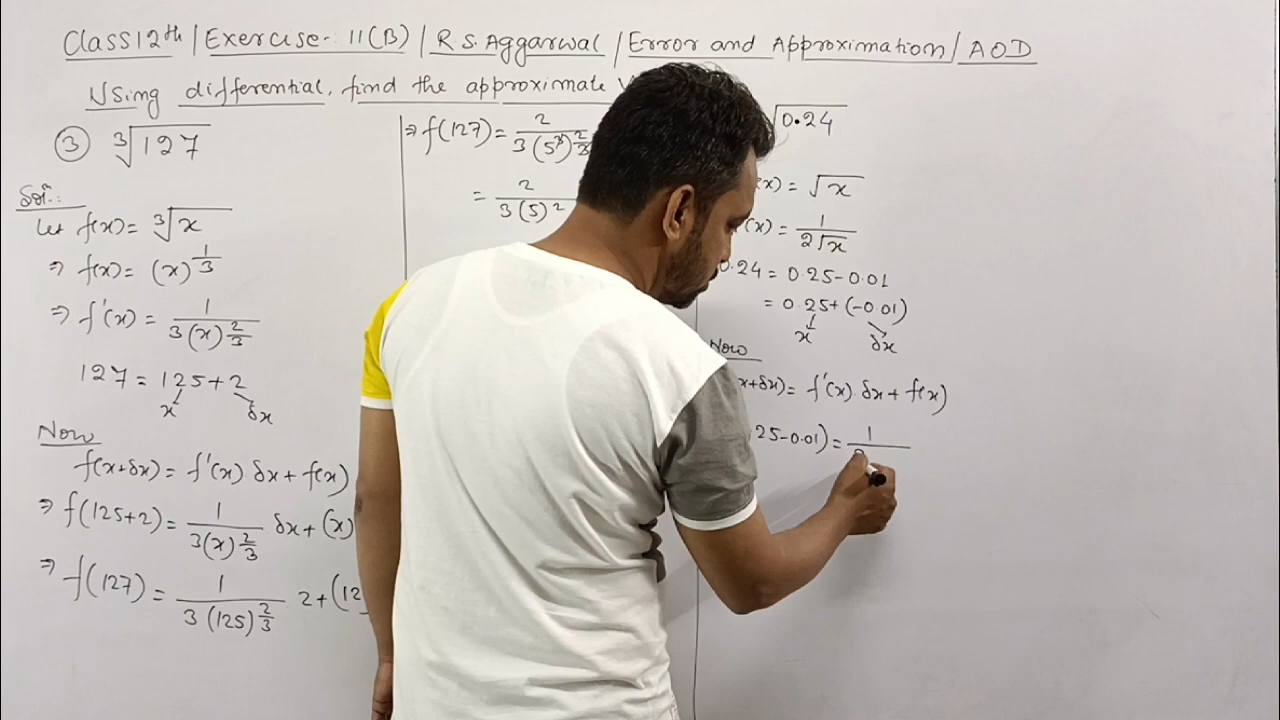 Class 12th / Exercise- 11(B) / R.S. Aggarwal / Error and Approximation / AOD
Using differential, find the approximate
③ ∛127
Solⁿ:-
Let f(x) = ∛x
⇒ f(x) = (x)^(1/3)
⇒ f'(x) = 1/(3(x)^(2/3))
127 = 125 + 2
x δx
Now
f(x+δx) = f'(x) δx + f(x)
⇒ f(125+2) = 1/(3(x)^(2/3)) δx + (x)
⇒ f(127) = 1/(3(125)^(2/3)) 2 + (12
⇒ f(127) = 2/(3(5³)^(2/3)
= 2/(3(5)²
√0.24
x) = √x
(x) = 1/(2√x)
0.24 = 0.25 - 0.01
= 0.25 + (-0.01)
x δx
Now
x+δx) = f'(x) δx + f(x)
25-0.01) = 1/